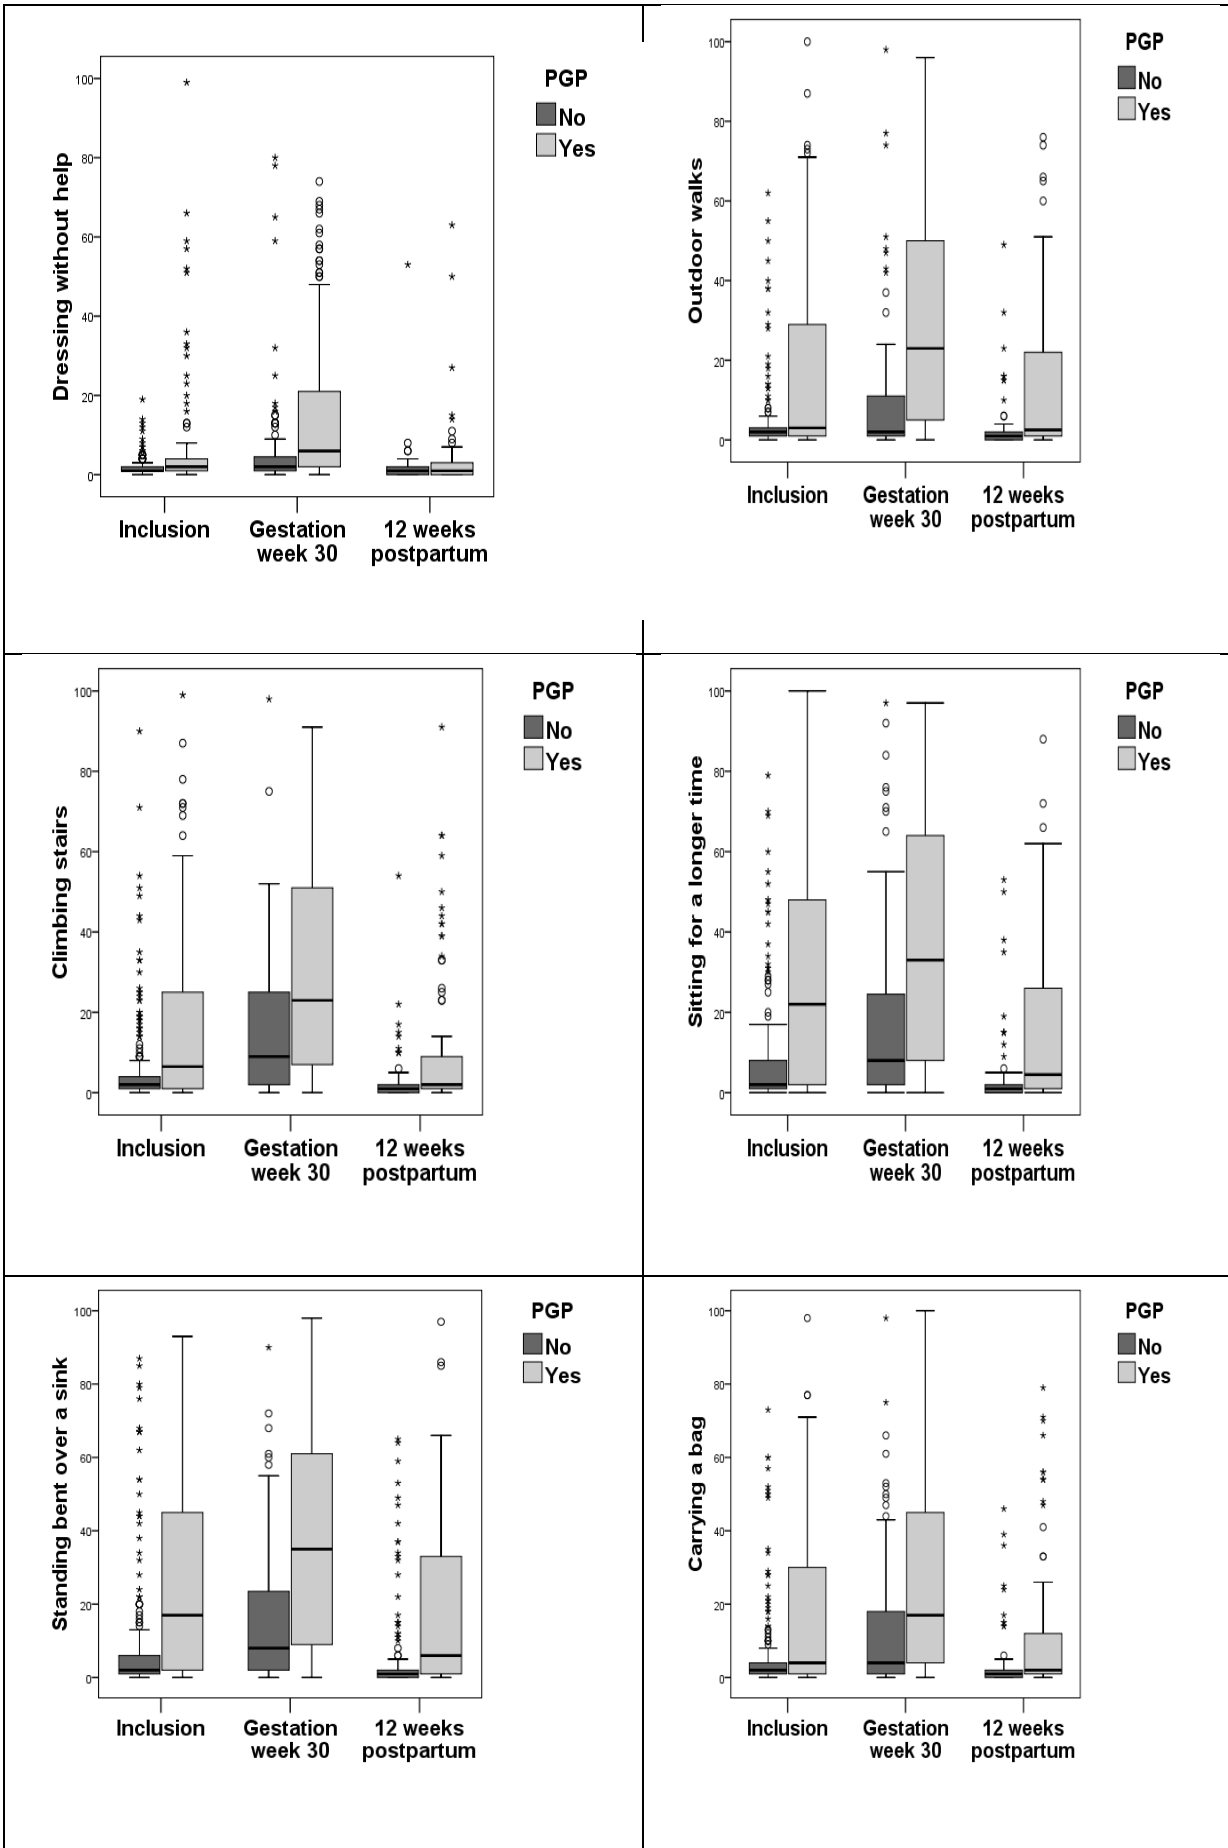 Dressing without help
100
80
60
40
20
0
Inclusion
Gestation
week 30
12 weeks
postpartum
PGP
No
Yes
Outdoor walks
100
80
60
40
20
0
Inclusion
Gestation
week 30
12 weeks
postpartum
PGP
No
Yes
Climbing stairs
100
80
60
40
20
0
Inclusion
Gestation
week 30
12 weeks
postpartum
PGP
No
Yes
Sitting for a longer time
100
80
60
40
20
0
Inclusion
Gestation
week 30
12 weeks
postpartum
PGP
No
Yes
Standing bent over a sink
100
80
60
40
20
0
Inclusion
Gestation
week 30
12 weeks
postpartum
PGP
No
Yes
Carrying a bag
100
80
60
40
20
0
Inclusion
Gestation
week 30
12 weeks
postpartum
PGP
No
Yes